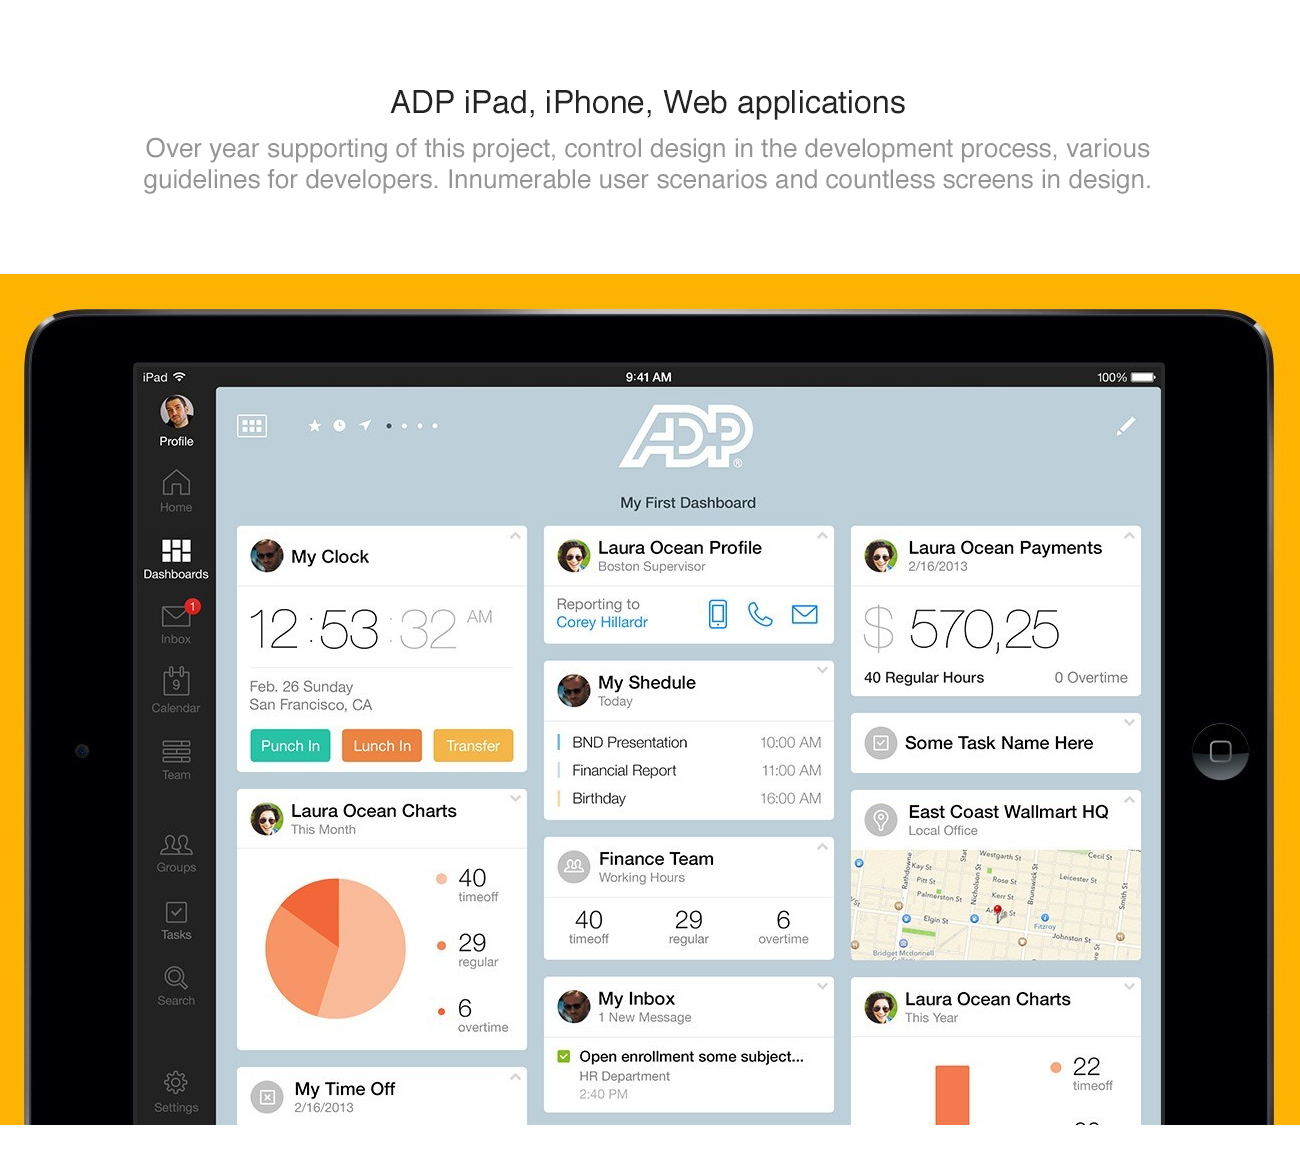 ADP iPad, iPhone, Web applications
Over year supporting of this project, control design in the development process, various
guidelines for developers. Innumerable user scenarios and countless screens in design.
iPad
9:41 AM
100%
Profile
Home
Dashboards
1
Inbox
9
Calendar
Team
Groups
Tasks
Search
Settings
ADP®
My First Dashboard
My Clock
12:53:32 AM
Feb. 26 Sunday
San Francisco, CA
Punch In
Lunch In
Transfer
Laura Ocean Charts
This Month
40
timeoff
29
regular
6
overtime
My Time Off
2/16/2013
Laura Ocean Profile
Boston Supervisor
Reporting to
Corey Hillardr
My Shedule
Today
BND Presentation 10:00 AM
Financial Report 11:00 AM
Birthday 16:00 AM
Finance Team
Working Hours
40 29 6
timeoff regular overtime
My Inbox
1 New Message
Open enrollment some subject...
HR Department
2:40 PM
Laura Ocean Payments
2/16/2013
$ 570,25
40 Regular Hours 0 Overtime
Some Task Name Here
East Coast Wallmart HQ
Local Office
Rathdowne
Kay St
Pitt St
Palmerston St
Elgin St
Nicholson St
Westgarth St
Rose St
Kerr St
Argyle St
Brunswick St
Cecil St
Leicester St
Smith St
Fitzroy
Johnston St
Bridget Mcdonnell
Laura Ocean Charts
This Year
22
timeoff